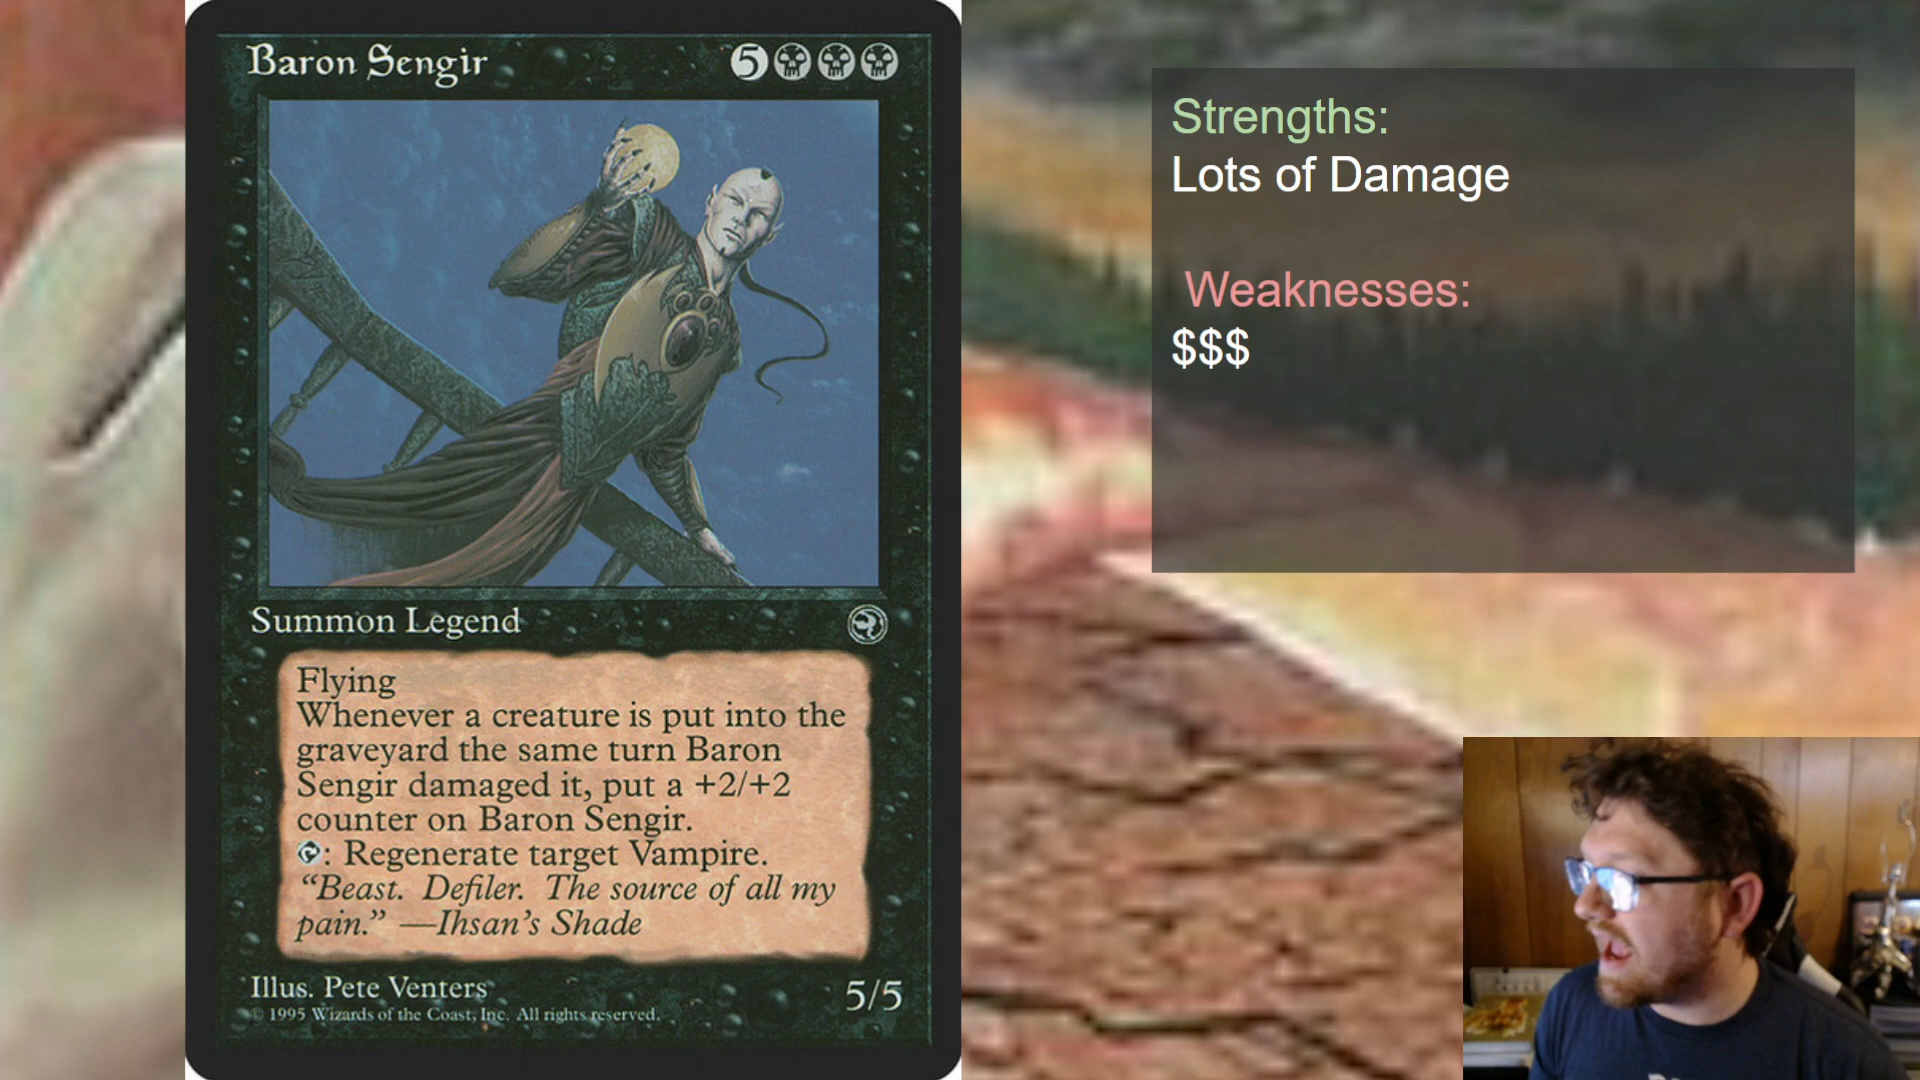 Baron Sengir 5
Summon Legend
Flying
Whenever a creature is put into the
graveyard the same turn Baron
Sengir damaged it, put a +2/+2
counter on Baron Sengir.
: Regenerate target Vampire.
“Beast. Defiler. The source of all my
pain.” —Ihsan’s Shade
Illus. Pete Venters
© 1995 Wizards of the Coast, Inc. All rights reserved.
5/5
Strengths:
Lots of Damage
Weaknesses:
$$$